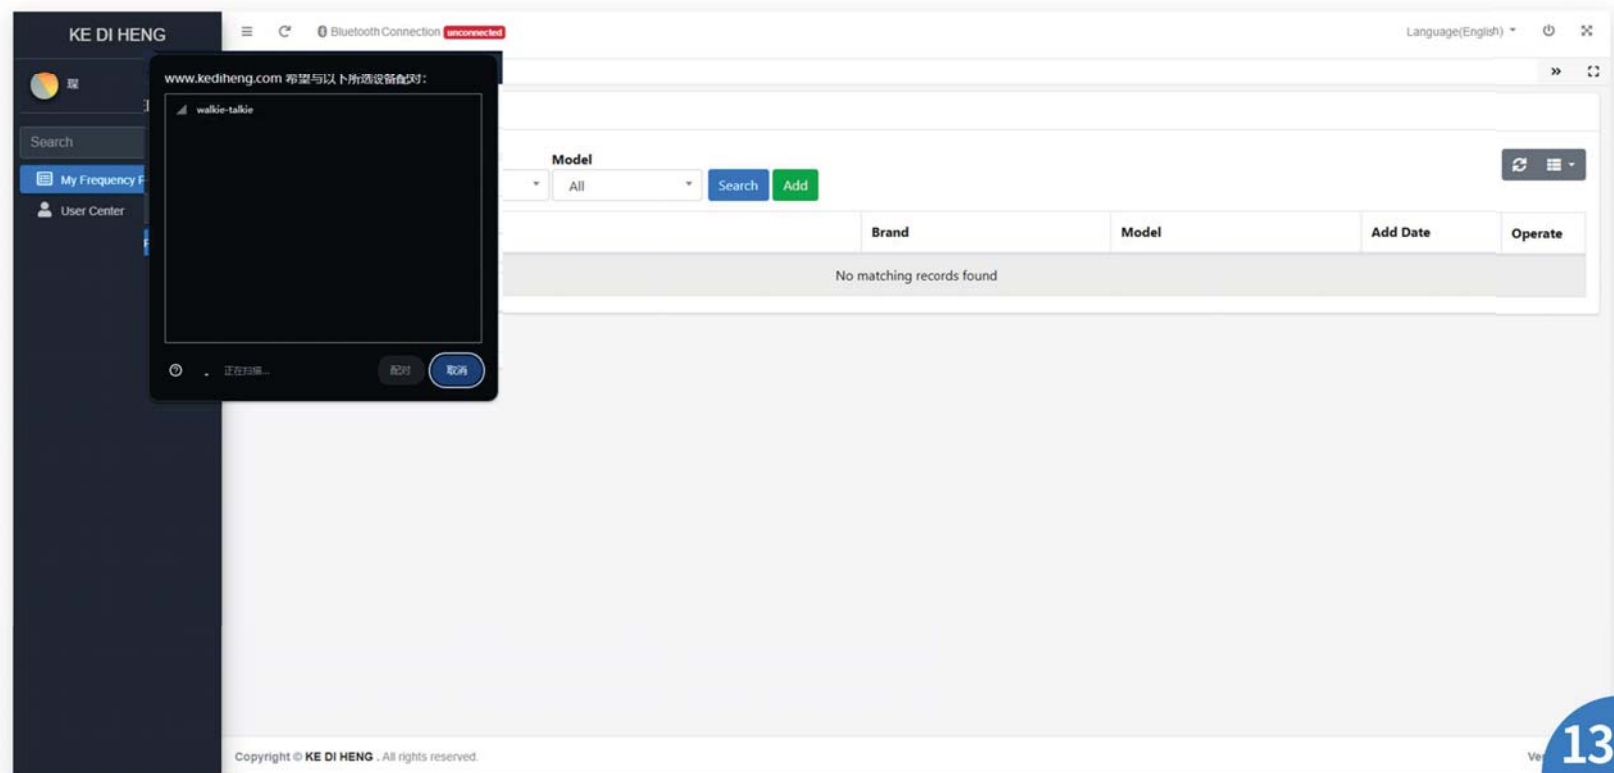 KE DI HENG
Bluetooth Connection unconnected
Language(English)
琛
www.kediheng.com 希望与以下所选设备配对：
walkie-talkie
Search
My Frequency
User Center
Model
All
Search
Add
Brand
Model
Add Date
Operate
No matching records found
正在扫描...
配对
取消
Copyright © KE DI HENG . All rights reserved.
13